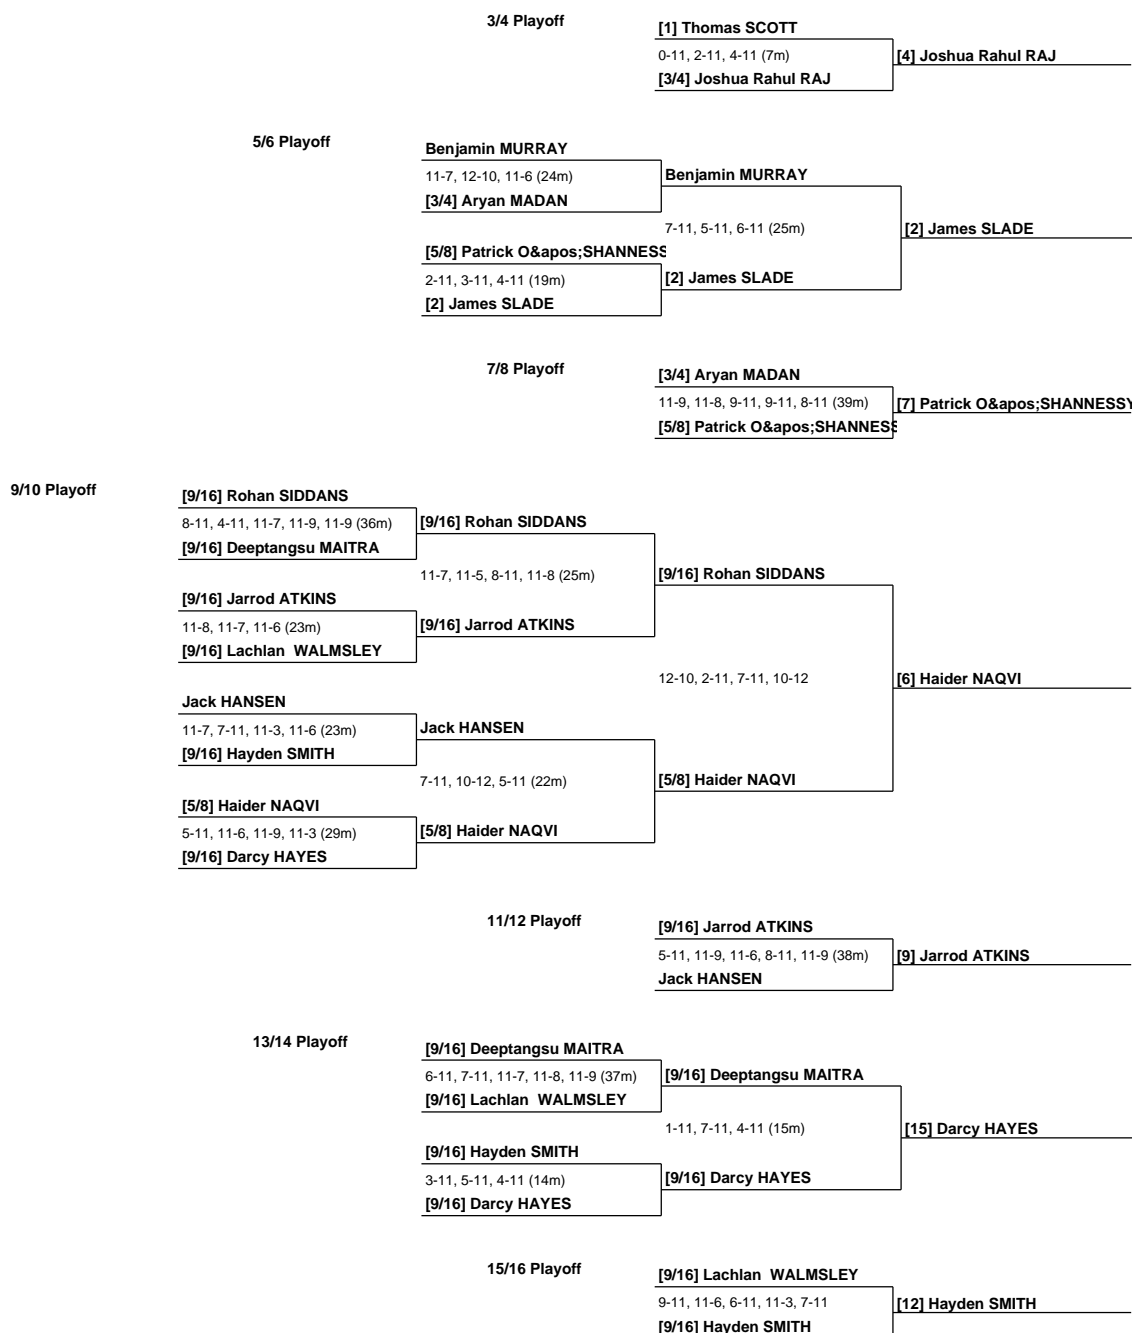 3/4 Playoff
[1] Thomas SCOTT
0-11, 2-11, 4-11 (7m)
[4] Joshua Rahul RAJ
[3/4] Joshua Rahul RAJ
5/6 Playoff
Benjamin MURRAY
11-7, 12-10, 11-6 (24m)
Benjamin MURRAY
[3/4] Aryan MADAN
7-11, 5-11, 6-11 (25m)
[2] James SLADE
[5/8] Patrick O&apos;SHANNESS
2-11, 3-11, 4-11 (19m)
[2] James SLADE
[2] James SLADE
7/8 Playoff
[3/4] Aryan MADAN
11-9, 11-8, 9-11, 9-11, 8-11 (39m)
[7] Patrick O&apos;SHANNESSY
[5/8] Patrick O&apos;SHANNESS
9/10 Playoff
[9/16] Rohan SIDDANS
8-11, 4-11, 11-7, 11-9, 11-9 (36m)
[9/16] Rohan SIDDANS
[9/16] Deeptangsu MAITRA
11-7, 11-5, 8-11, 11-8 (25m)
[9/16] Rohan SIDDANS
[9/16] Jarrod ATKINS
11-8, 11-7, 11-6 (23m)
[9/16] Jarrod ATKINS
[9/16] Lachlan  WALMSLEY
12-10, 2-11, 7-11, 10-12
[6] Haider NAQVI
Jack HANSEN
11-7, 7-11, 11-3, 11-6 (23m)
Jack HANSEN
[9/16] Hayden SMITH
7-11, 10-12, 5-11 (22m)
[5/8] Haider NAQVI
[5/8] Haider NAQVI
5-11, 11-6, 11-9, 11-3 (29m)
[5/8] Haider NAQVI
[9/16] Darcy HAYES
11/12 Playoff
[9/16] Jarrod ATKINS
5-11, 11-9, 11-6, 8-11, 11-9 (38m)
[9] Jarrod ATKINS
Jack HANSEN
13/14 Playoff
[9/16] Deeptangsu MAITRA
6-11, 7-11, 11-7, 11-8, 11-9 (37m)
[9/16] Deeptangsu MAITRA
[9/16] Lachlan  WALMSLEY
1-11, 7-11, 4-11 (15m)
[15] Darcy HAYES
[9/16] Hayden SMITH
3-11, 5-11, 4-11 (14m)
[9/16] Darcy HAYES
[9/16] Darcy HAYES
15/16 Playoff
[9/16] Lachlan  WALMSLEY
9-11, 11-6, 6-11, 11-3, 7-11
[12] Hayden SMITH
[9/16] Hayden SMITH